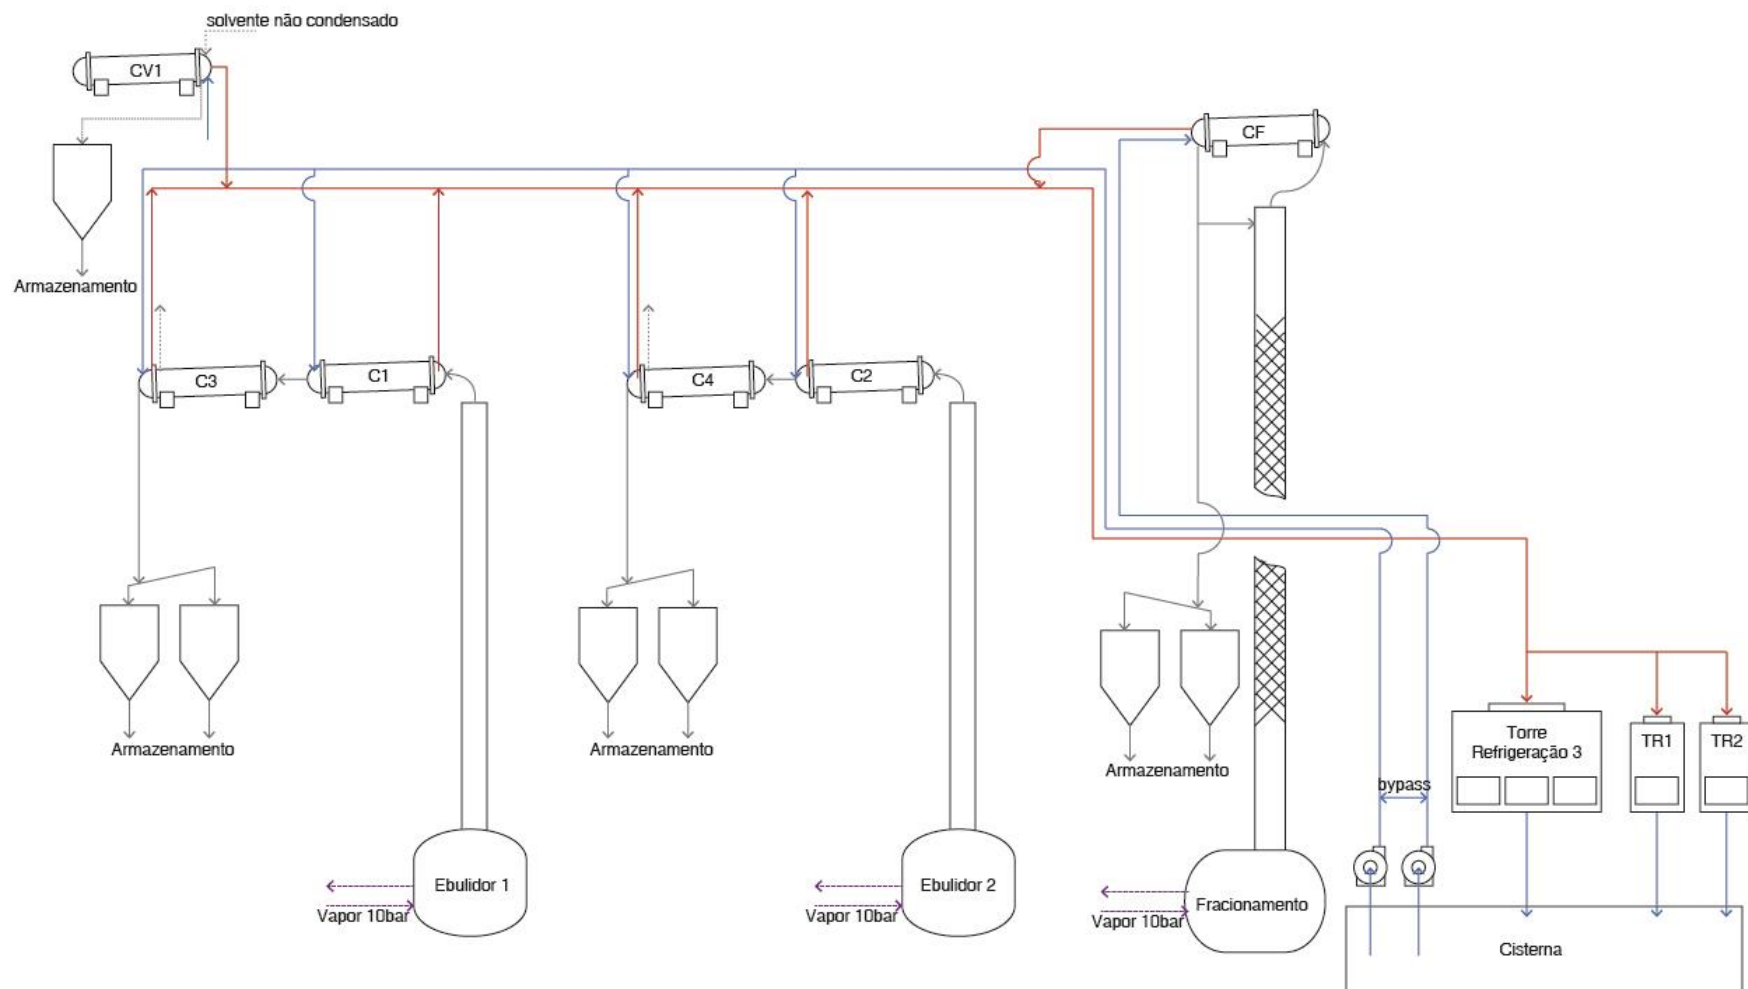 solvente não condensado
CV1
CF
Armazenamento
C3
C1
C4
C2
Armazenamento
Armazenamento
Armazenamento
Torre
Refrigeração 3
TR1
TR2
bypass
Ebulidor 1
Vapor 10bar
Ebulidor 2
Vapor 10bar
Fracionamento
Vapor 10bar
Cisterna